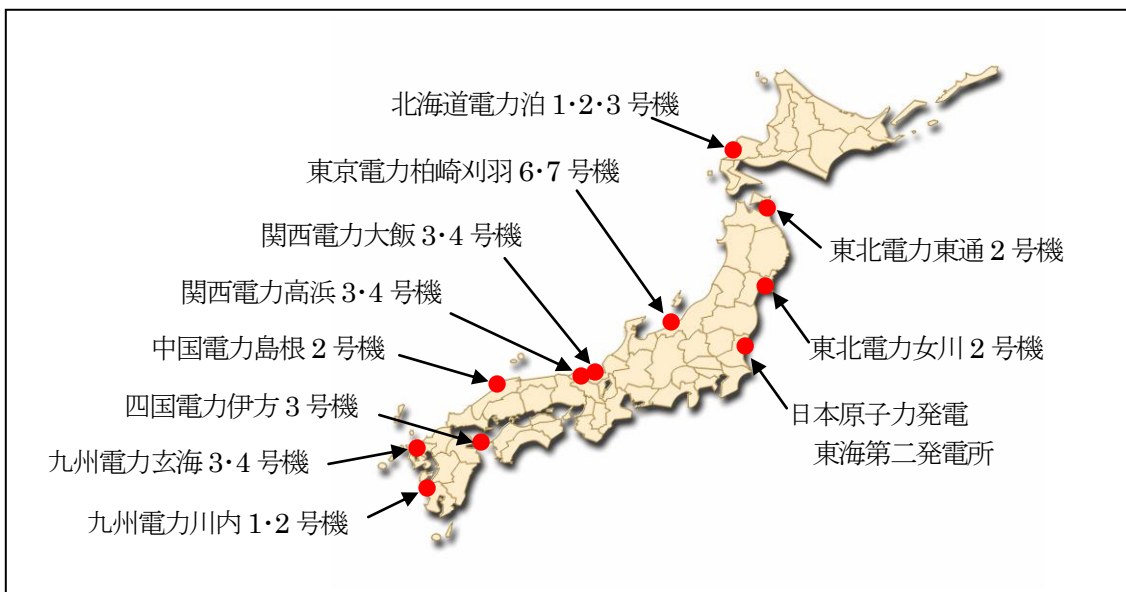 北海道電力泊 1・2・3 号機
東京電力柏崎刈羽 6・7 号機
関西電力大飯 3・4 号機
関西電力高浜 3・4 号機
中国電力島根 2 号機
四国電力伊方 3 号機
九州電力玄海 3・4 号機
九州電力川内 1・2 号機
東北電力東通 2 号機
東北電力女川 2 号機
日本原子力発電
東海第二発電所